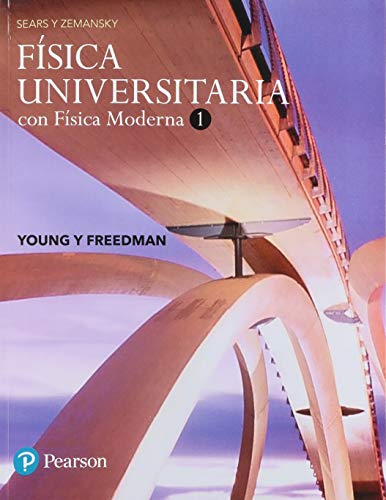 SEARS Y ZEMANSKY
FÍSICA
UNIVERSITARIA
con Física Moderna 1
YOUNG Y FREEDMAN
Pearson